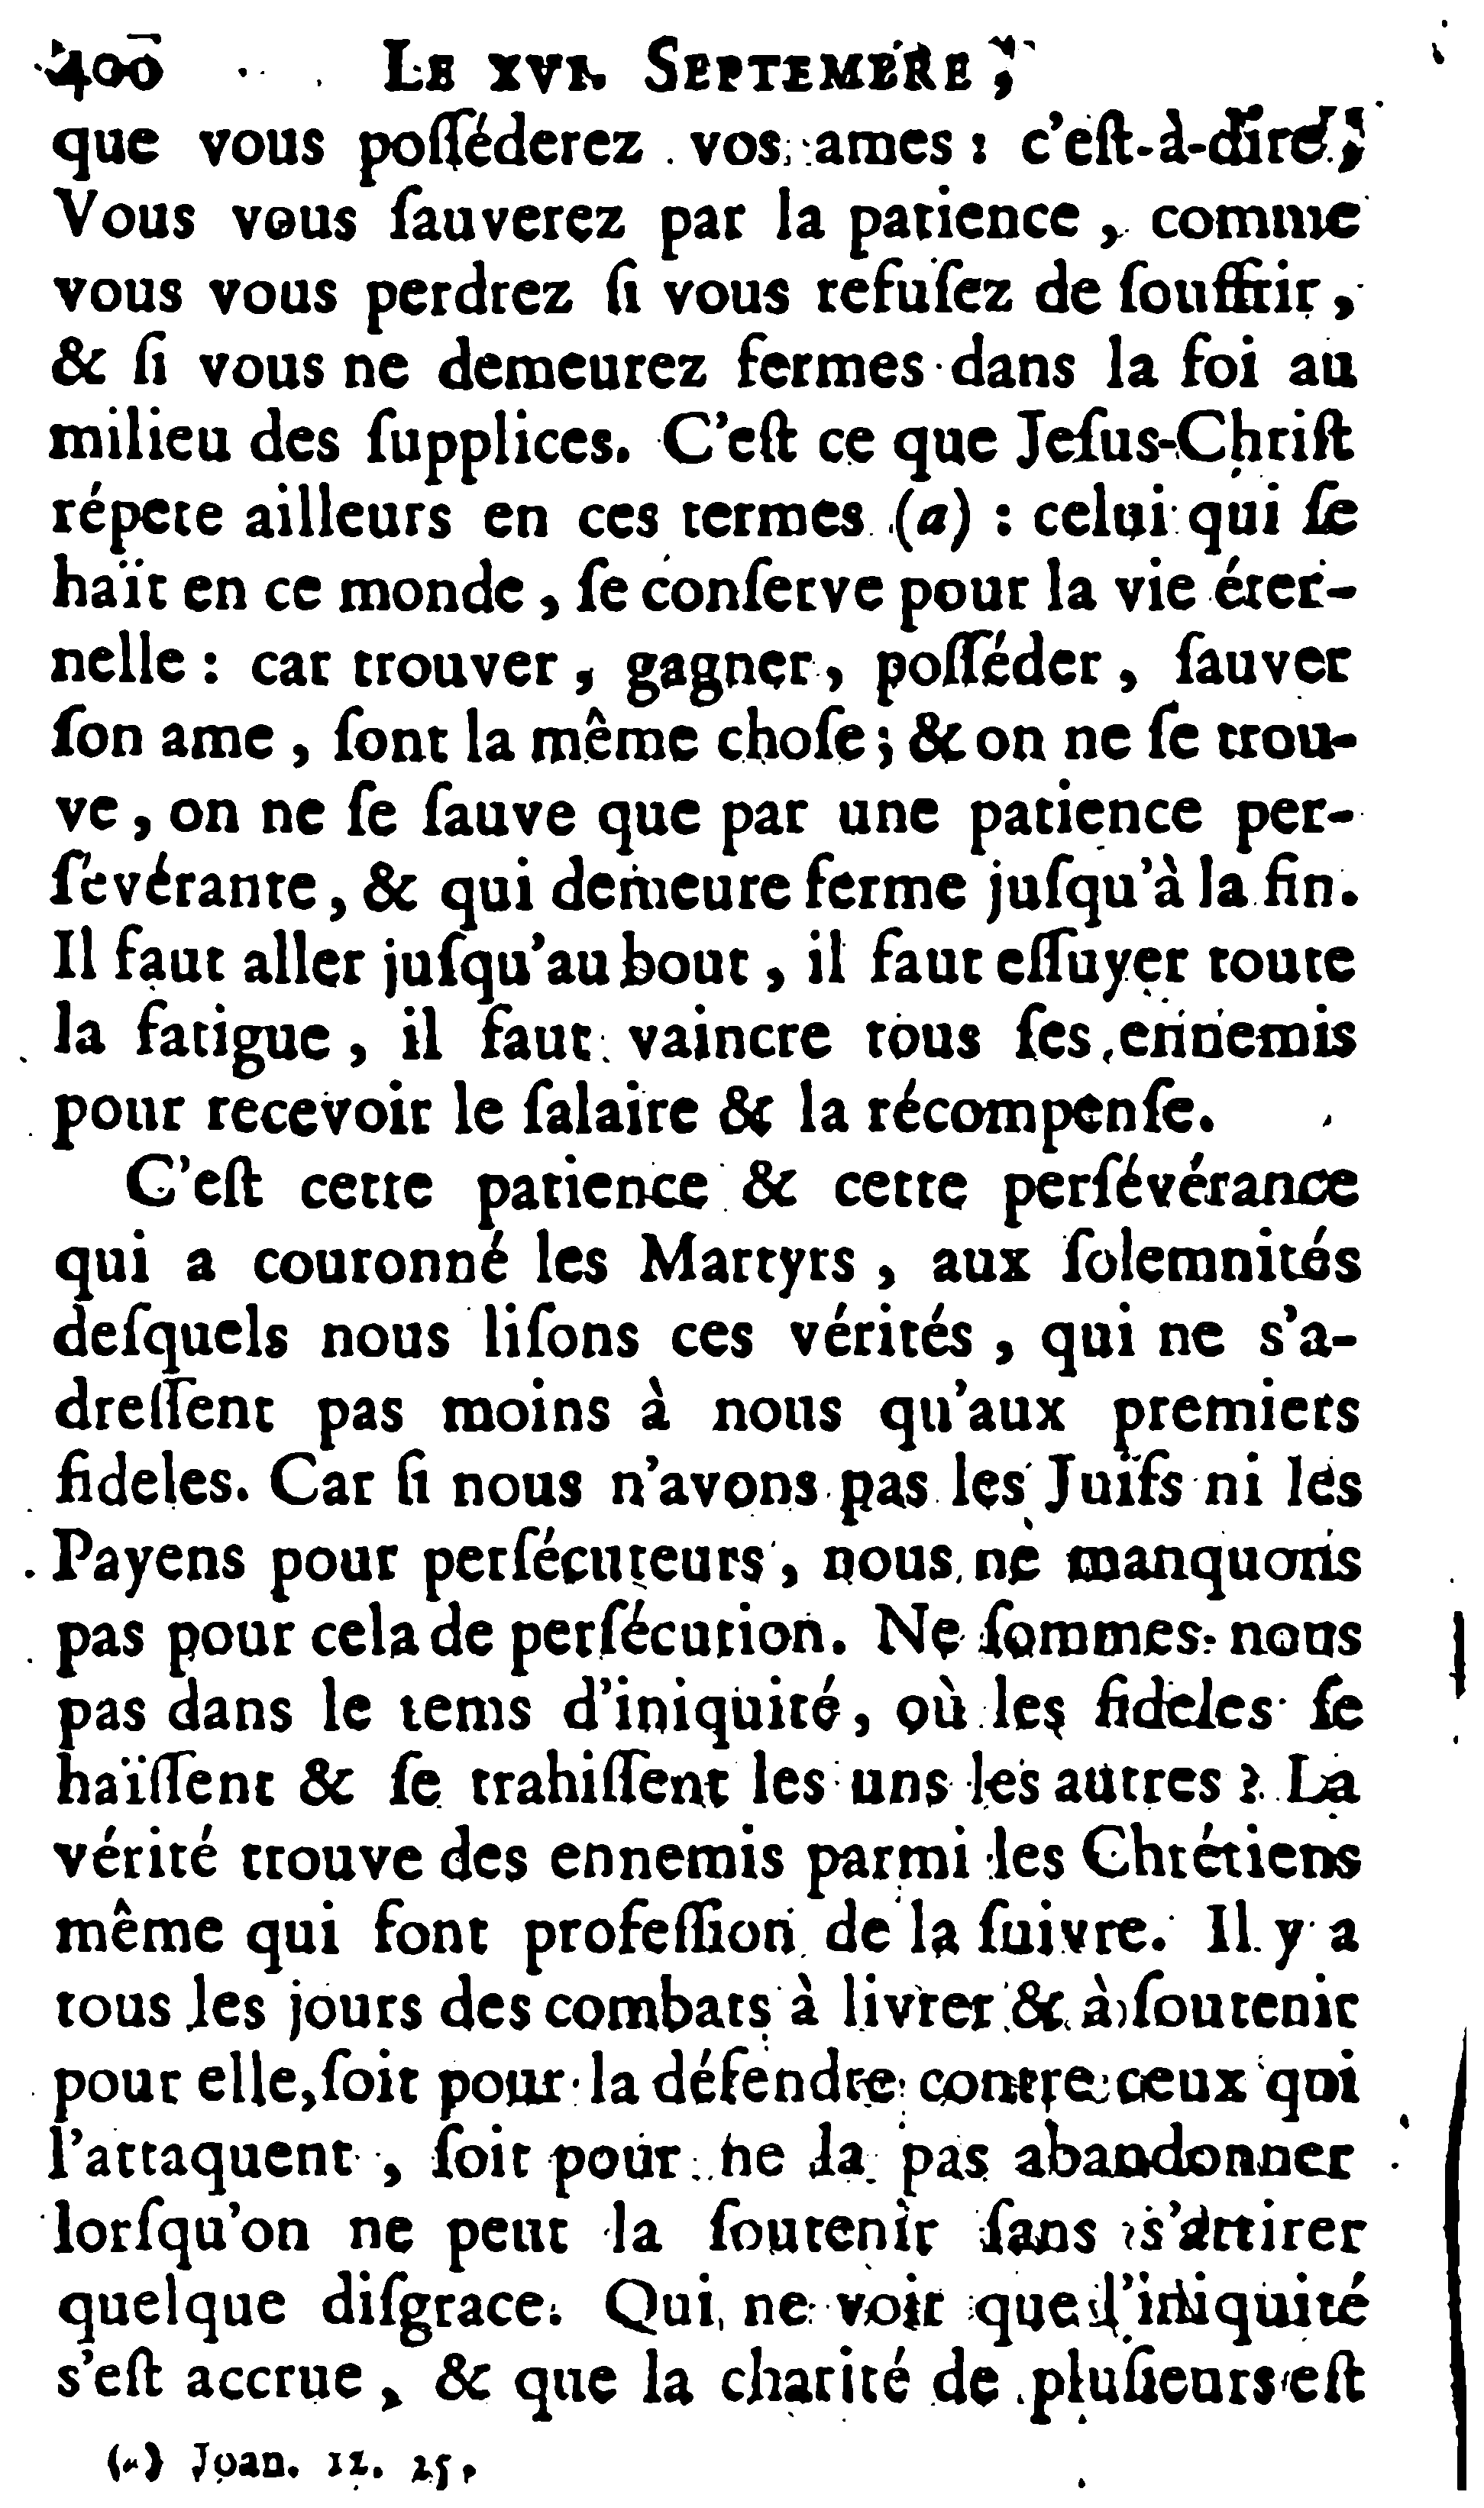 400 LE XVI. SEPTEMBRE,
que vous poſſéderez vos ames : c'eſt-à-dire,
Vous vous ſauverez par la patience, comme
vous vous perdrez ſi vous refuſez de ſouffrir,
& ſi vous ne demeurez fermes dans la foi au
milieu des ſupplices. C'eſt ce que Jeſus-Chriſt
répete ailleurs en ces termes (a) : celui qui ſe
haït en ce monde, ſe conſerve pour la vie éter-
nelle : car trouver, gagner, poſſéder, ſauver
ſon ame, ſont la même choſe ; & on ne ſe trou-
ve, on ne ſe ſauve que par une patience per-
ſévérante, & qui demeure ferme juſqu'à la fin.
Il faut aller juſqu'au bout, il faut eſſuyer toute
la fatigue, il faut vaincre tous ſes ennemis
pour recevoir le ſalaire & la récompenſe.
C'eſt cette patience & cette perſévérance
qui a couronné les Martyrs, aux ſolemnités
deſquels nous liſons ces vérités, qui ne s'a-
dreſſent pas moins à nous qu'aux premiers
fideles. Car ſi nous n'avons pas les Juifs ni les
Payens pour perſécuteurs, nous ne manquons
pas pour cela de perſécution. Ne ſommes-nous
pas dans le tems d'iniquité, où les fideles ſe
haïſſent & ſe trahiſſent les uns les autres ? La
vérité trouve des ennemis parmi les Chrétiens
même qui font profeſſion de la ſuivre. Il y a
tous les jours des combats à livrer & à ſoutenir
pour elle, ſoit pour la défendre contre ceux qui
l'attaquent, ſoit pour ne la pas abandonner
lorſqu'on ne peut la ſoutenir ſans s'attirer
quelque diſgrace. Qui ne voit que l'iniquité
s'eſt accrue, & que la charité de pluſieurs eſt
(a) Joan. 12. 25.